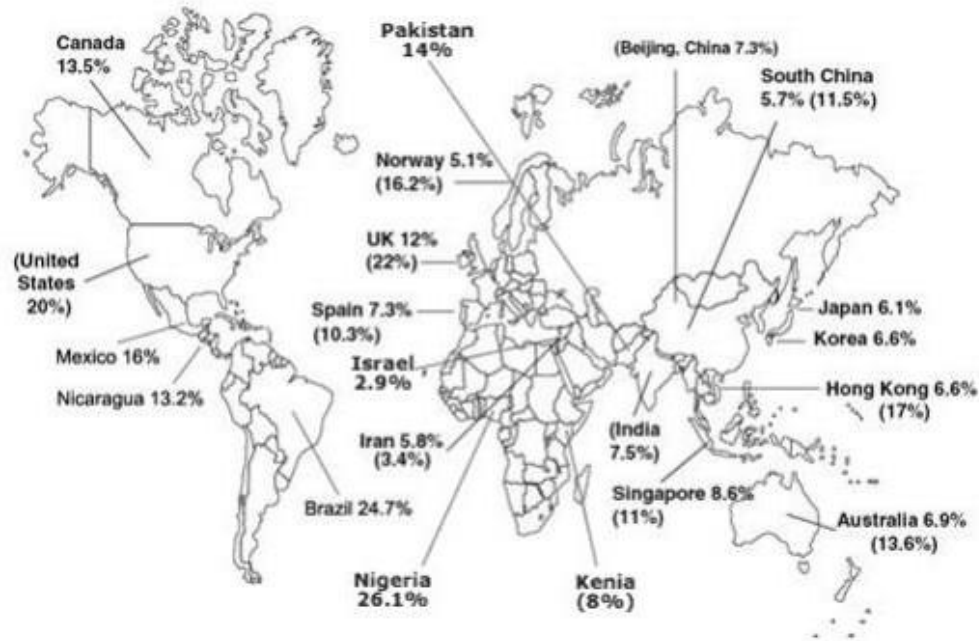 Canada
13.5%
Pakistan
14%
(Beijing, China 7.3%)
South China
5.7% (11.5%)
Norway 5.1%
(16.2%)
UK 12%
(22%)
(United
States
20%)
Spain 7.3%
(10.3%)
Japan 6.1%
Korea 6.6%
Mexico 16%
Israel
2.9%
Nicaragua 13.2%
Hong Kong 6.6%
(17%)
Iran 5.8%
(3.4%)
(India
7.5%)
Brazil 24.7%
Singapore 8.6%
(11%)
Australia 6.9%
(13.6%)
Nigeria
26.1%
Kenia
(8%)